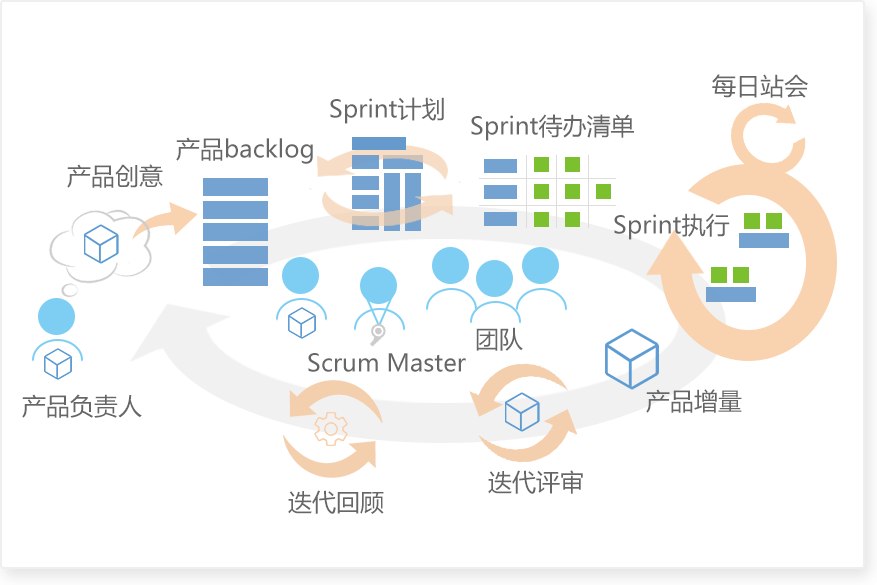 每日站会
Sprint计划
Sprint待办清单
产品backlog
产品创意
Sprint执行
团队
Scrum Master
产品增量
产品负责人
迭代评审
迭代回顾